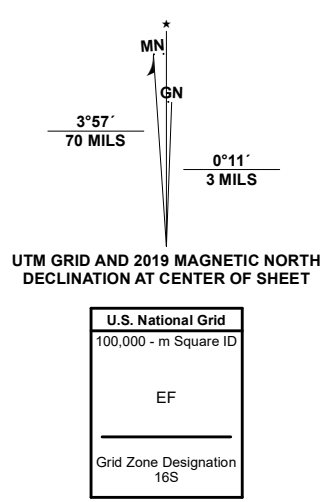 MN
GN
3°57´
70 MILS
0°11´
3 MILS
UTM GRID AND 2019 MAGNETIC NORTH
DECLINATION AT CENTER OF SHEET
U.S. National Grid
100,000 - m Square ID
EF
Grid Zone Designation
16S